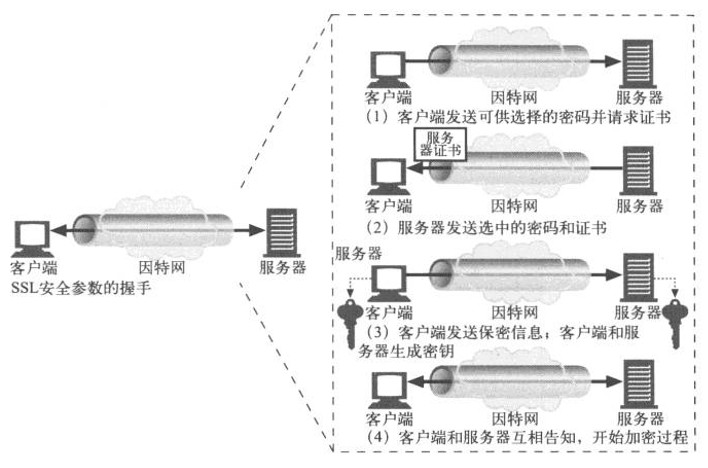 客户端
因特网
服务器
SSL安全参数的握手
客户端
因特网
服务器
(1) 客户端发送可供选择的密码并请求证书
服务
器证书
客户端
因特网
服务器
(2) 服务器发送选中的密码和证书
服务器
客户端
因特网
服务器
(3) 客户端发送保密信息；客户端和服
务器生成密钥
客户端
因特网
服务器
(4) 客户端和服务器互相告知，开始加密过程